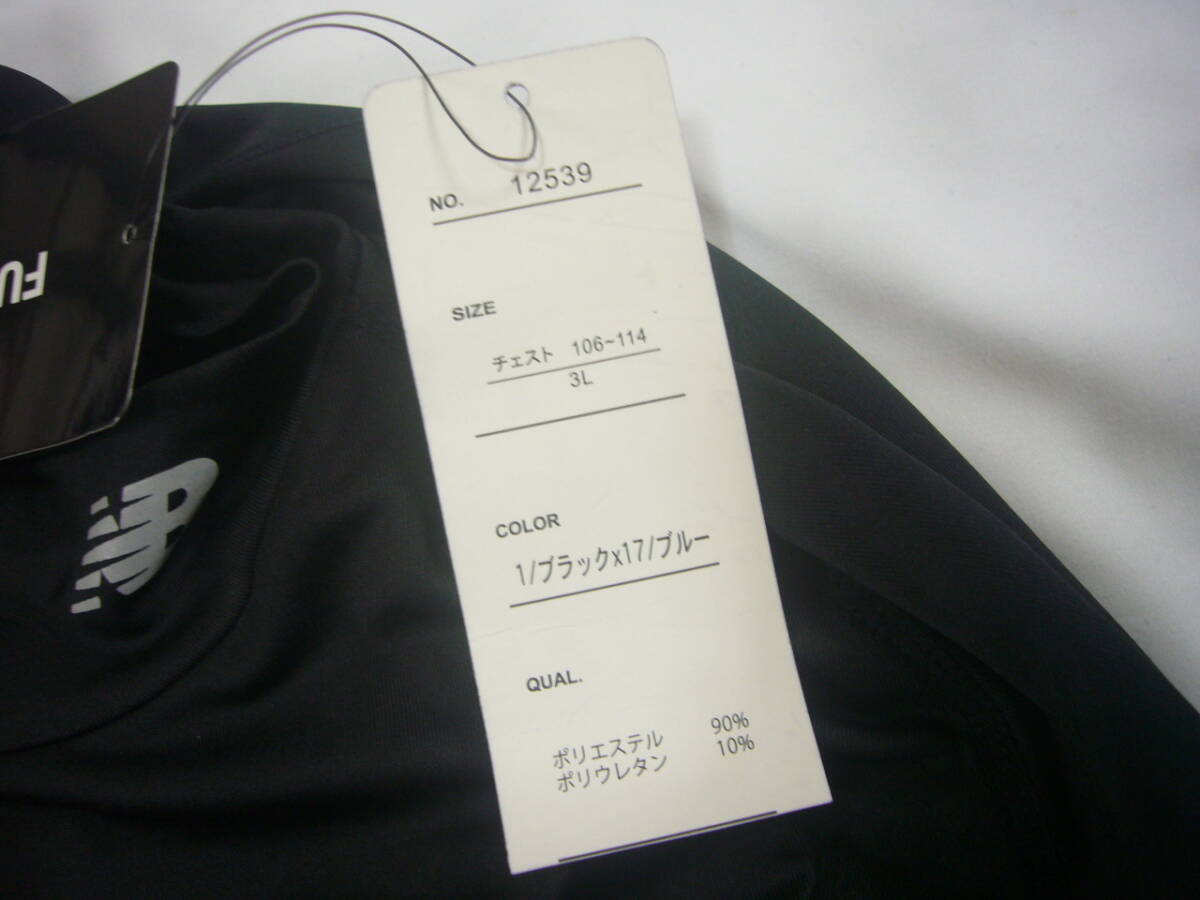 NO. 12539
SIZE
チェスト 106~114
3L
COLOR
1/ブラックx17/ブルー
QUAL.
ポリエステル 90%
ポリウレタン 10%
FU